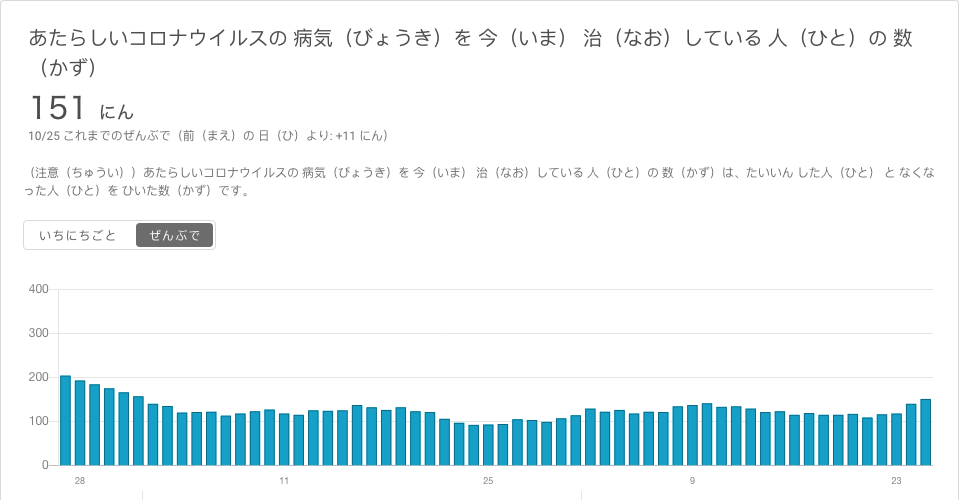 あたらしいコロナウイルスの 病気（びょうき）を 今（いま） 治（なお）している 人（ひと）の 数
（かず）
151 にん
10/25 これまでのぜんぶで（前（まえ）の 日（ひ）より: +11 にん）
（注意（ちゅうい））あたらしいコロナウイルスの 病気（びょうき）を 今（いま） 治（なお）している 人（ひと）の 数（かず）は、たいいん した人（ひと） と なくな
った人（ひと）を ひいた数（かず）です。
いちにちごと ぜんぶで
400
300
200
100
0
28 11 25 9 23